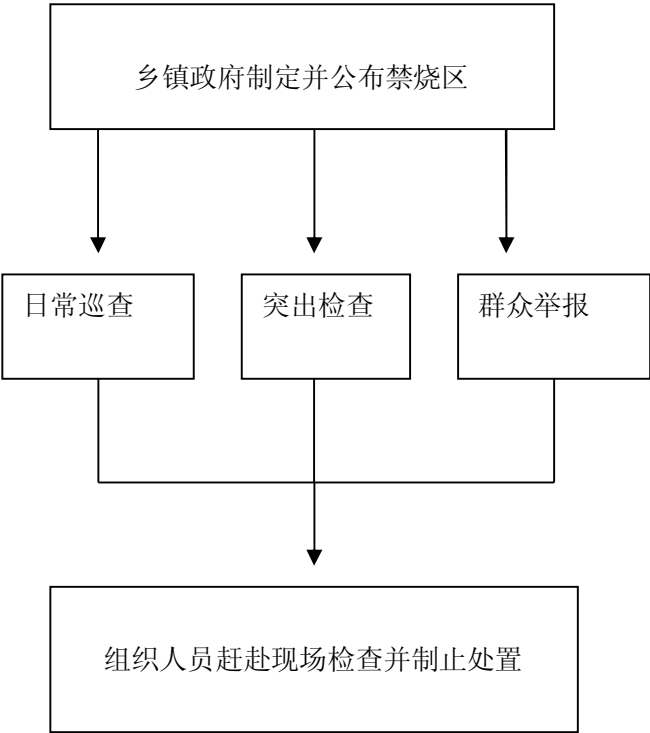 乡镇政府制定并公布禁烧区
日常巡查
突出检查
群众举报
组织人员赶赴现场检查并制止处置